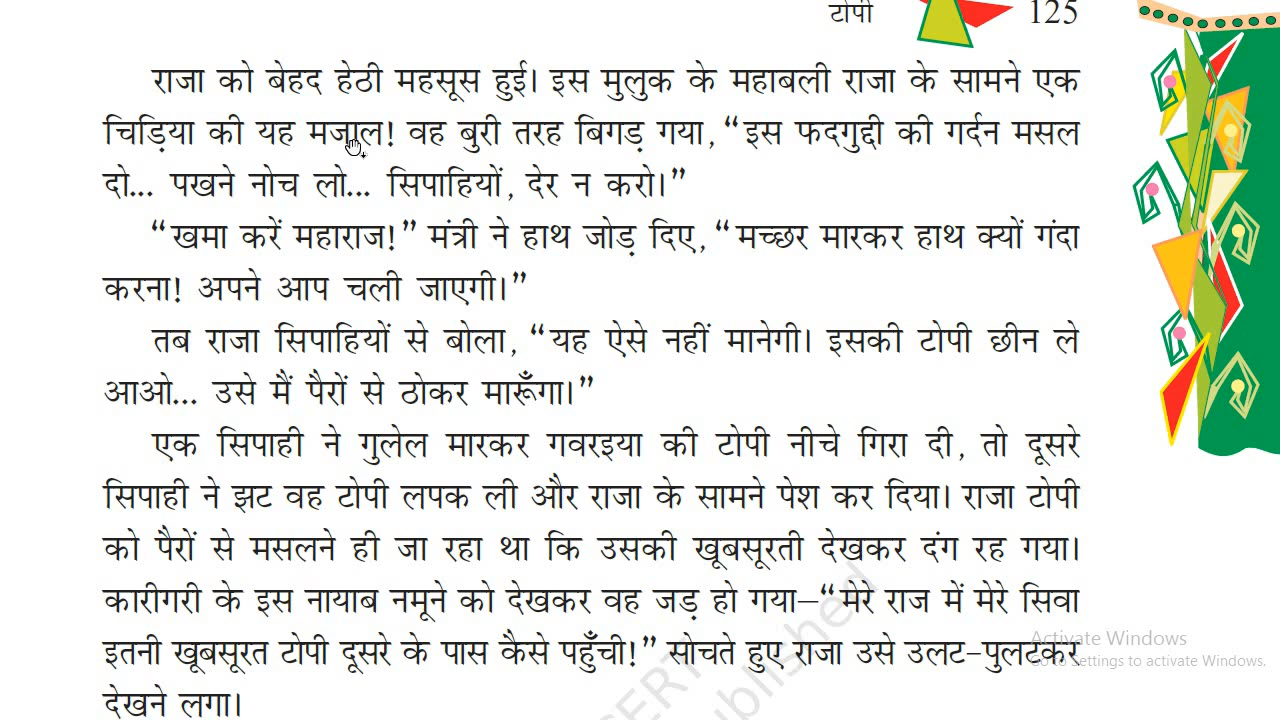 टोपी 125
राजा को बेहद हेठी महसूस हुई। इस मुलुक के महाबली राजा के सामने एक
चिड़िया की यह मजाल! वह बुरी तरह बिगड़ गया, “इस फदगुद्दी की गर्दन मसल
दो... पखने नोच लो... सिपाहियों, देर न करो।”
“खमा करें महाराज!” मंत्री ने हाथ जोड़ दिए, “मच्छर मारकर हाथ क्यों गंदा
करना! अपने आप चली जाएगी।”
तब राजा सिपाहियों से बोला, “यह ऐसे नहीं मानेगी। इसकी टोपी छीन ले
आओ... उसे मैं पैरों से ठोकर मारूँगा।”
एक सिपाही ने गुलेल मारकर गवरइया की टोपी नीचे गिरा दी, तो दूसरे
सिपाही ने झट वह टोपी लपक ली और राजा के सामने पेश कर दिया। राजा टोपी
को पैरों से मसलने ही जा रहा था कि उसकी खूबसूरती देखकर दंग रह गया।
कारीगरी के इस नायाब नमूने को देखकर वह जड़ हो गया–“मेरे राज में मेरे सिवा
इतनी खूबसूरत टोपी दूसरे के पास कैसे पहुँची!” सोचते हुए राजा उसे उलट-पुलटकर
देखने लगा।
Activate Windows
Go to Settings to activate Windows.